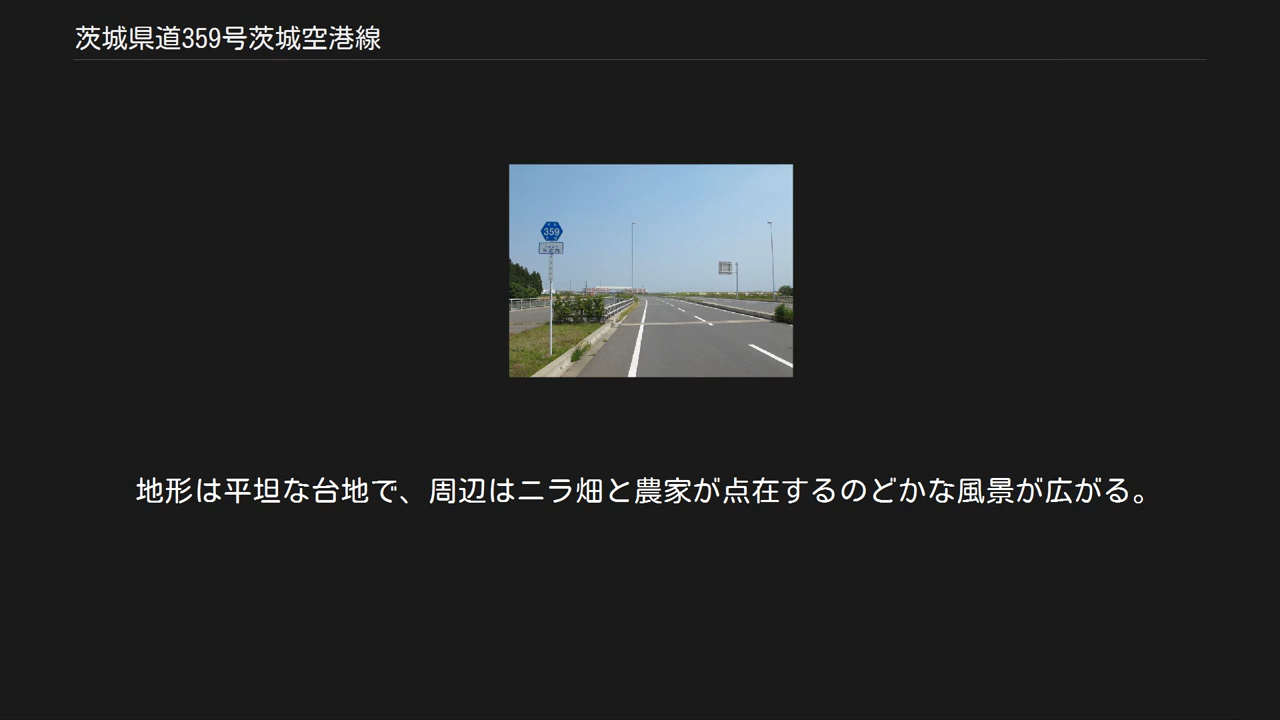 茨城県道359号茨城空港線
359
地形は平坦な台地で、周辺はニラ畑と農家が点在するのどかな風景が広がる。